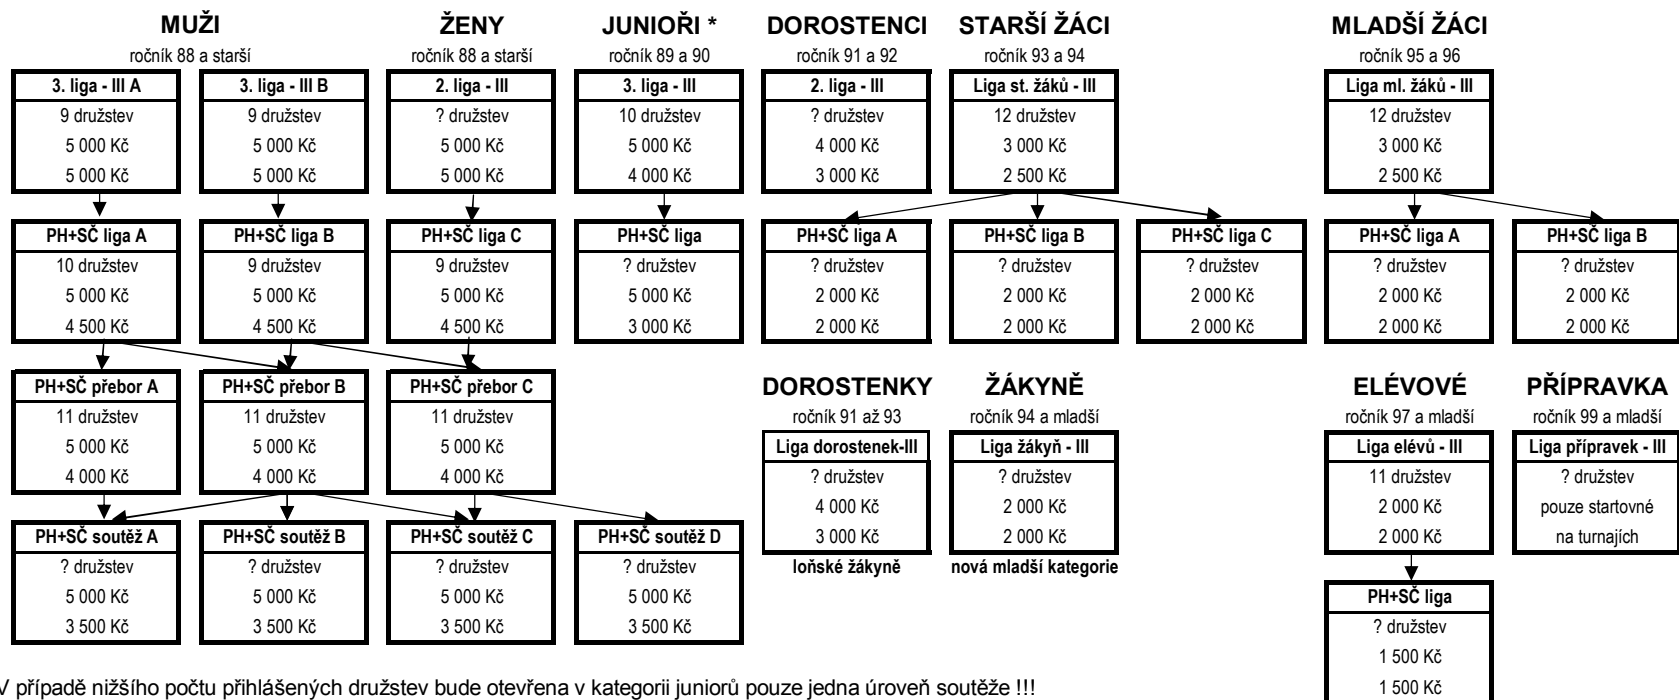 MUŽI
ročník 88 a starší
ŽENY
ročník 88 a starší
JUNIOŘI *
ročník 89 a 90
DOROSTENCI
ročník 91 a 92
STARŠÍ ŽÁCI
ročník 93 a 94
MLADŠÍ ŽÁCI
ročník 95 a 96
3. liga - III A
9 družstev
5 000 Kč
5 000 Kč
3. liga - III B
9 družstev
5 000 Kč
5 000 Kč
2. liga - III
? družstev
5 000 Kč
5 000 Kč
3. liga - III
10 družstev
5 000 Kč
4 000 Kč
2. liga - III
? družstev
4 000 Kč
3 000 Kč
Liga st. žáků - III
12 družstev
3 000 Kč
2 500 Kč
Liga ml. žáků - III
12 družstev
3 000 Kč
2 500 Kč
PH+SČ liga A
10 družstev
5 000 Kč
4 500 Kč
PH+SČ liga B
9 družstev
5 000 Kč
4 500 Kč
PH+SČ liga C
9 družstev
5 000 Kč
4 500 Kč
PH+SČ liga
? družstev
5 000 Kč
3 000 Kč
PH+SČ liga A
? družstev
2 000 Kč
2 000 Kč
PH+SČ liga B
? družstev
2 000 Kč
2 000 Kč
PH+SČ liga C
? družstev
2 000 Kč
2 000 Kč
PH+SČ liga A
? družstev
2 000 Kč
2 000 Kč
PH+SČ liga B
? družstev
2 000 Kč
2 000 Kč
PH+SČ přebor A
11 družstev
5 000 Kč
4 000 Kč
PH+SČ přebor B
11 družstev
5 000 Kč
4 000 Kč
PH+SČ přebor C
11 družstev
5 000 Kč
4 000 Kč
DOROSTENKY
ročník 91 až 93
Liga dorostenek-III
? družstev
4 000 Kč
3 000 Kč
loňské žákyně
ŽÁKYNĚ
ročník 94 a mladší
Liga žákyň - III
? družstev
2 000 Kč
2 000 Kč
nová mladší kategorie
ELÉVOVÉ
ročník 97 a mladší
Liga elévů - III
11 družstev
2 000 Kč
2 000 Kč
PŘÍPRAVKA
ročník 99 a mladší
Liga přípravek - III
? družstev
pouze startovné
na turnajích
PH+SČ soutěž A
? družstev
5 000 Kč
3 500 Kč
PH+SČ soutěž B
? družstev
5 000 Kč
3 500 Kč
PH+SČ soutěž C
? družstev
5 000 Kč
3 500 Kč
PH+SČ soutěž D
? družstev
5 000 Kč
3 500 Kč
PH+SČ liga
? družstev
1 500 Kč
1 500 Kč
V případě nižšího počtu přihlášených družstev bude otevřena v kategorii juniorů pouze jedna úroveň soutěže !!!